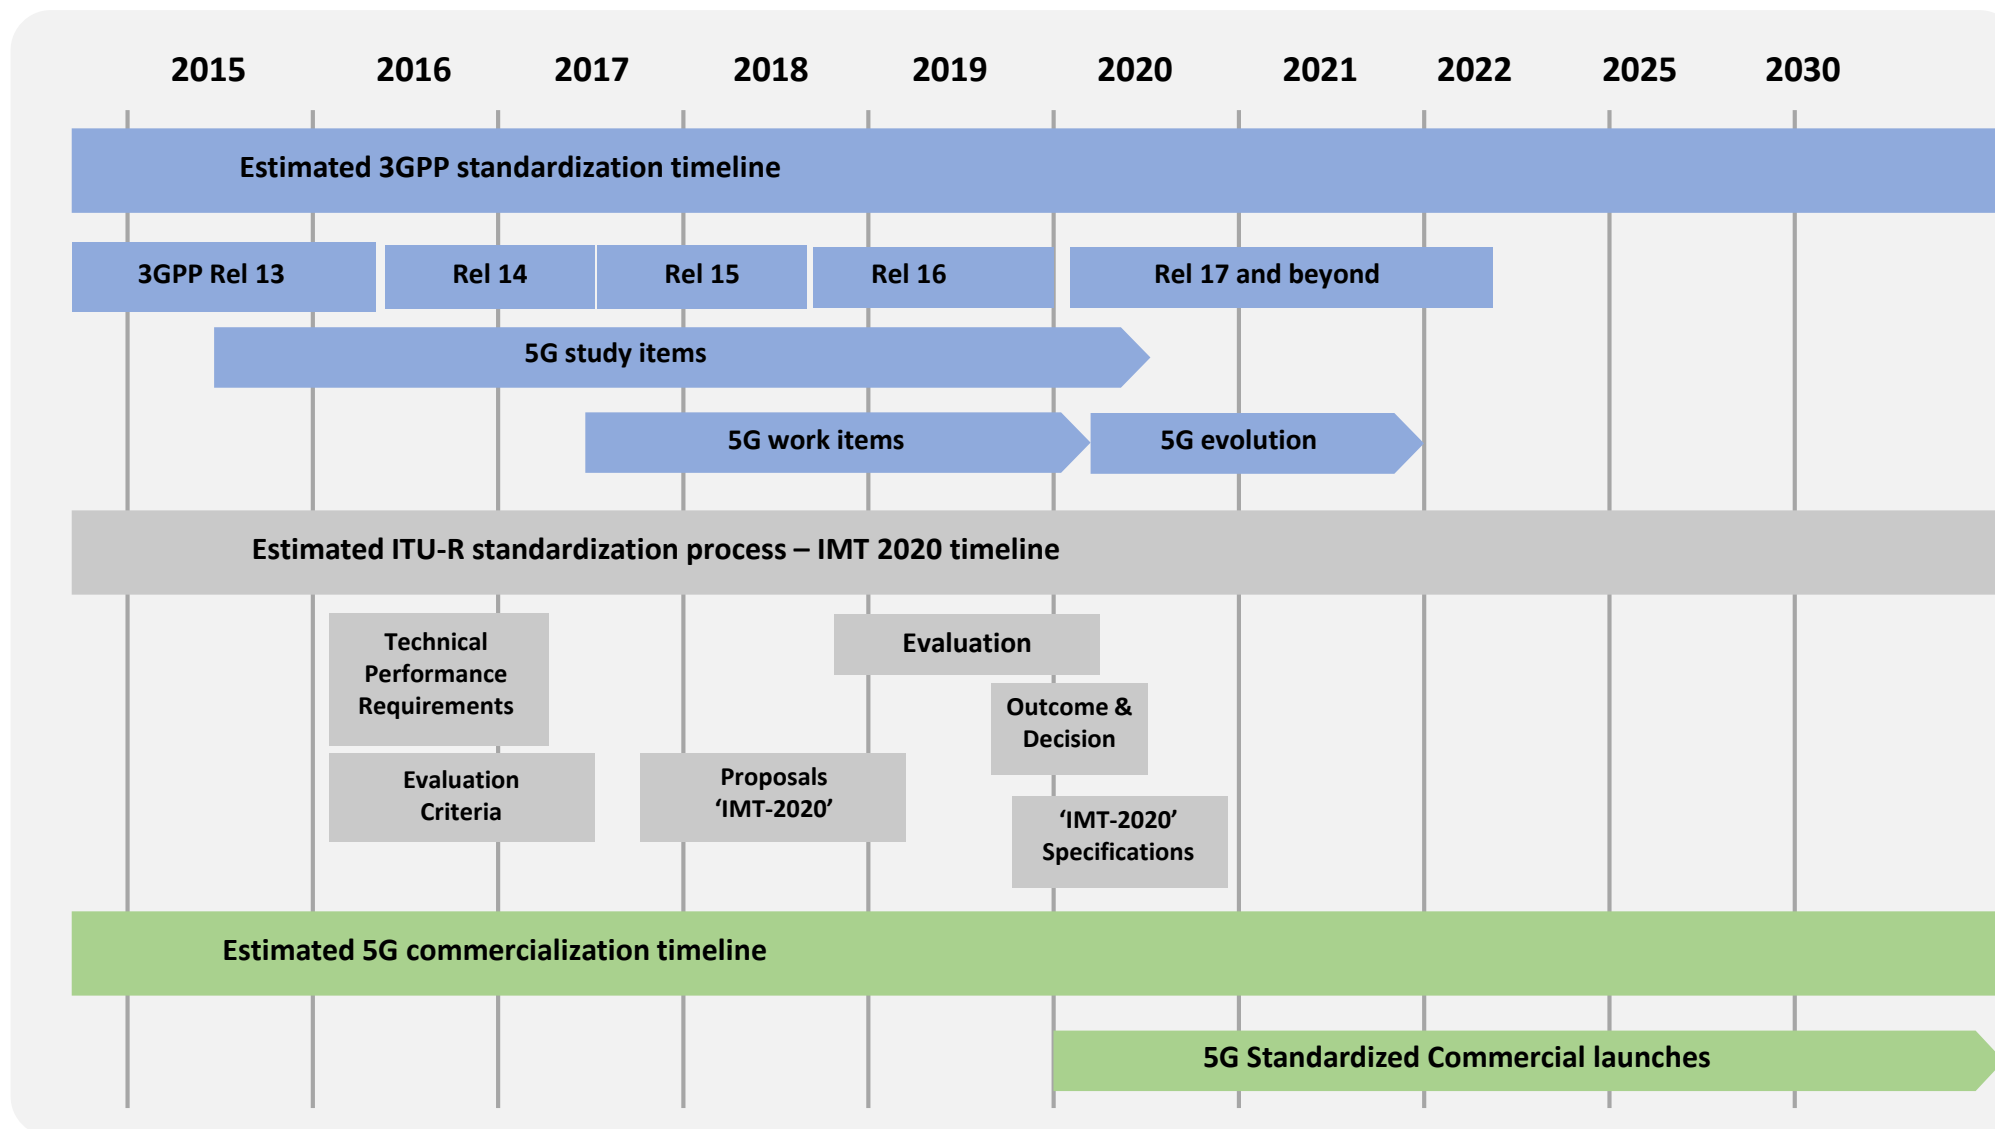 2015 2016 2017 2018 2019 2020 2021 2022 2025 2030
Estimated 3GPP standardization timeline
3GPP Rel 13 Rel 14 Rel 15 Rel 16 Rel 17 and beyond
5G study items
5G work items 5G evolution
Estimated ITU-R standardization process – IMT 2020 timeline
Technical
Performance
Requirements
Evaluation
Outcome &
Decision
Evaluation
Criteria
Proposals
‘IMT-2020’
‘IMT-2020’
Specifications
Estimated 5G commercialization timeline
5G Standardized Commercial launches